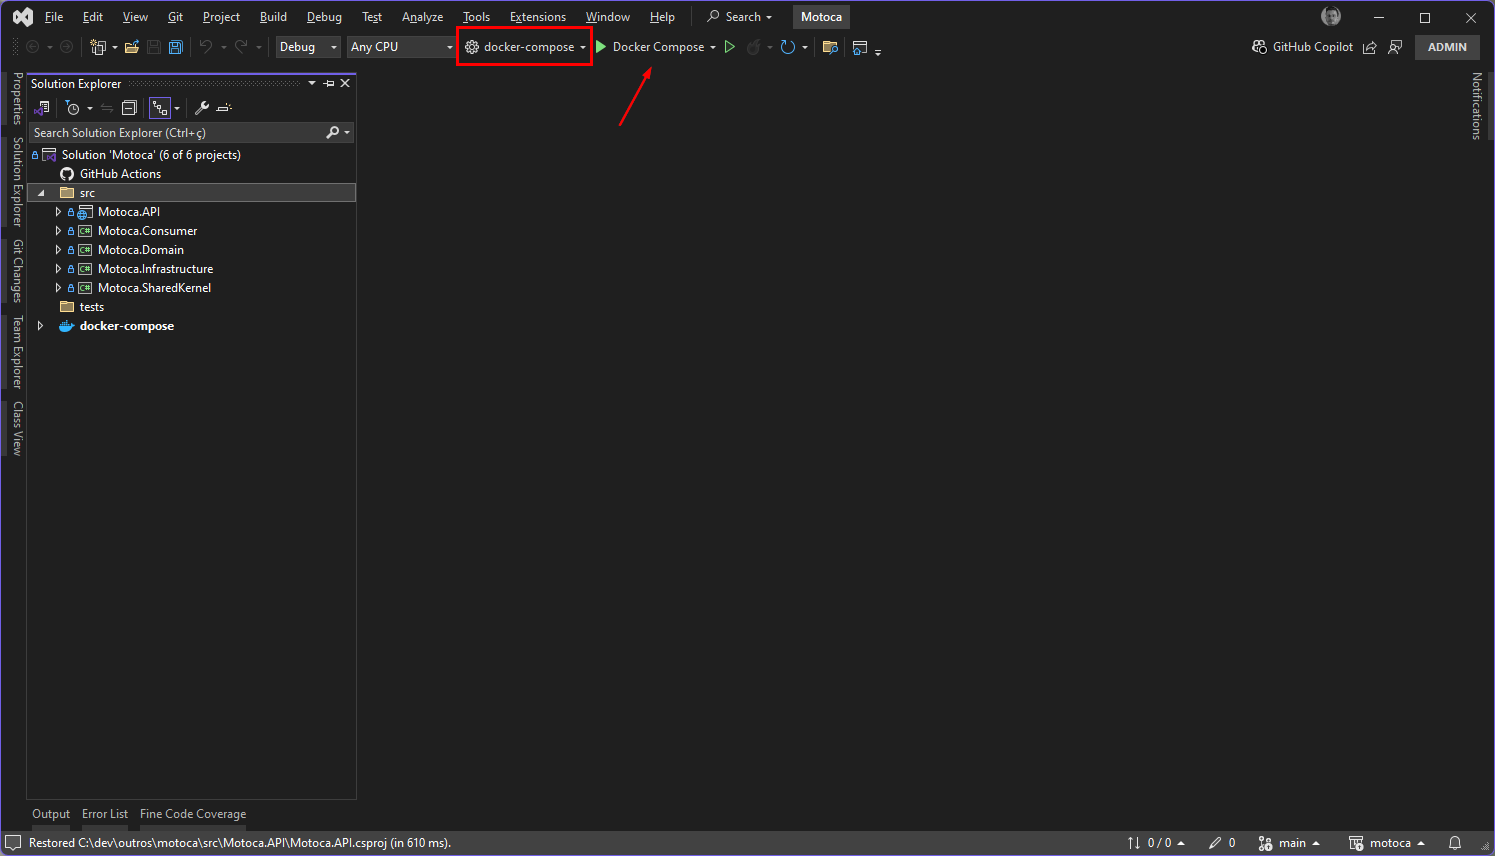 File Edit View Git Project Build Debug Test Analyze Tools Extensions Window Help Search Motoca
Debug Any CPU docker-compose Docker Compose GitHub Copilot ADMIN
Properties
Solution Explorer
Git Changes
Team Explorer
Class View
Solution Explorer
Search Solution Explorer (Ctrl+ç)
Solution 'Motoca' (6 of 6 projects)
GitHub Actions
src
Motoca.API
C# Motoca.Consumer
C# Motoca.Domain
C# Motoca.Infrastructure
C# Motoca.SharedKernel
tests
docker-compose
Notifications
Output Error List Fine Code Coverage
Restored C:\dev\outros\motoca\src\Motoca.API\Motoca.API.csproj (in 610 ms). 0 / 0 0 main motoca